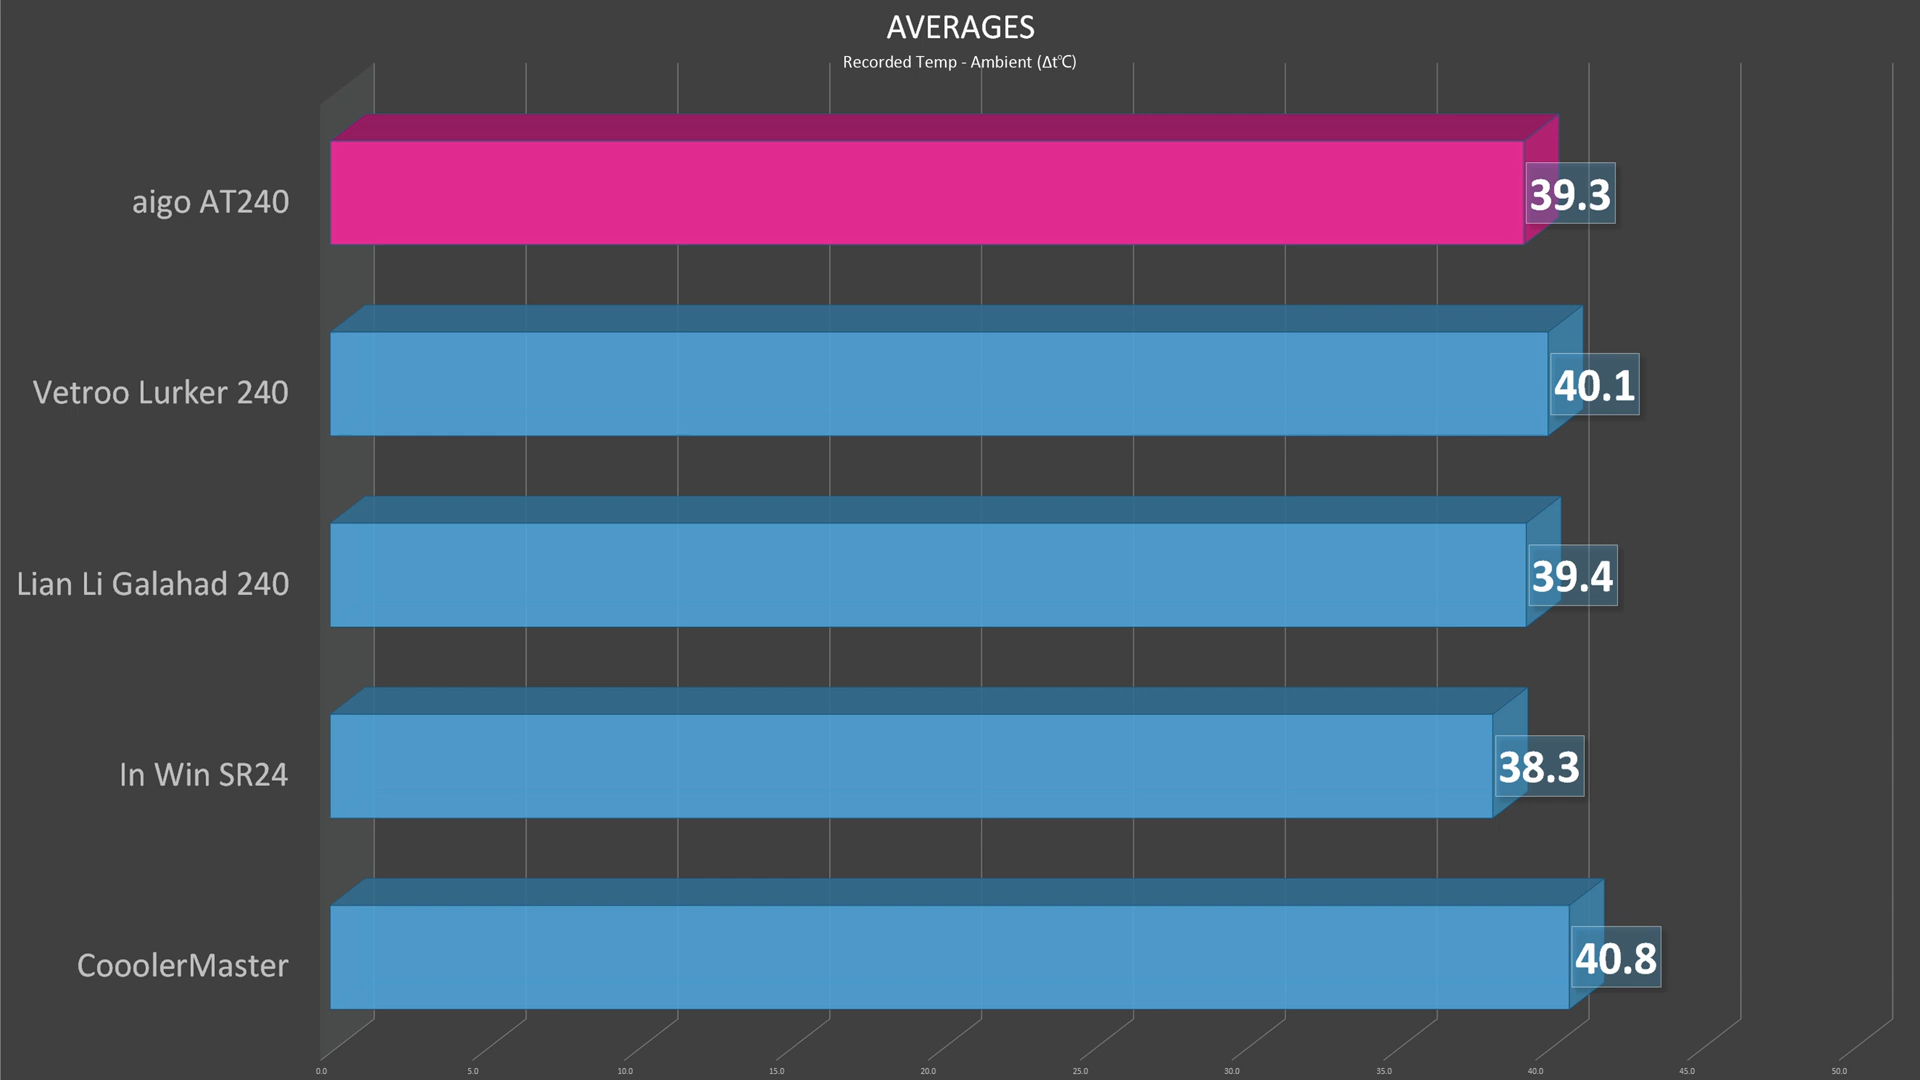 AVERAGES
Recorded Temp - Ambient (Δt℃)
aigo AT240
39.3
Vetroo Lurker 240
40.1
Lian Li Galahad 240
39.4
In Win SR24
38.3
CooolerMaster
40.8
0.0 5.0 10.0 15.0 20.0 25.0 30.0 35.0 40.0 45.0 50.0